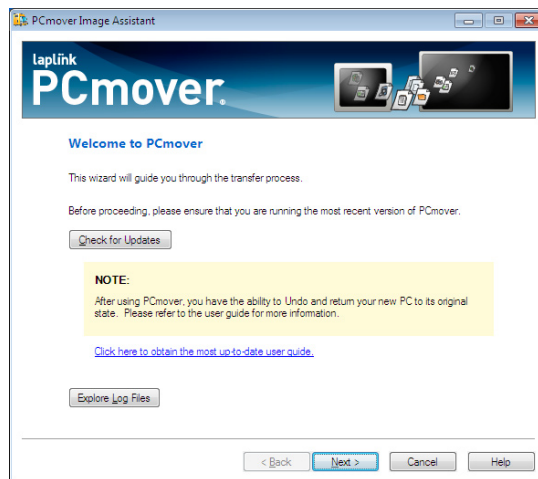 PCmover Image Assistant
laplink
PCmover.
Welcome to PCmover
This wizard will guide you through the transfer process.
Before proceeding, please ensure that you are running the most recent version of PCmover.
Check for Updates
NOTE:
After using PCmover, you have the ability to Undo and return your new PC to its original
state. Please refer to the user guide for more information.
Click here to obtain the most up-to-date user guide.
Explore Log Files
< Back
Next >
Cancel
Help